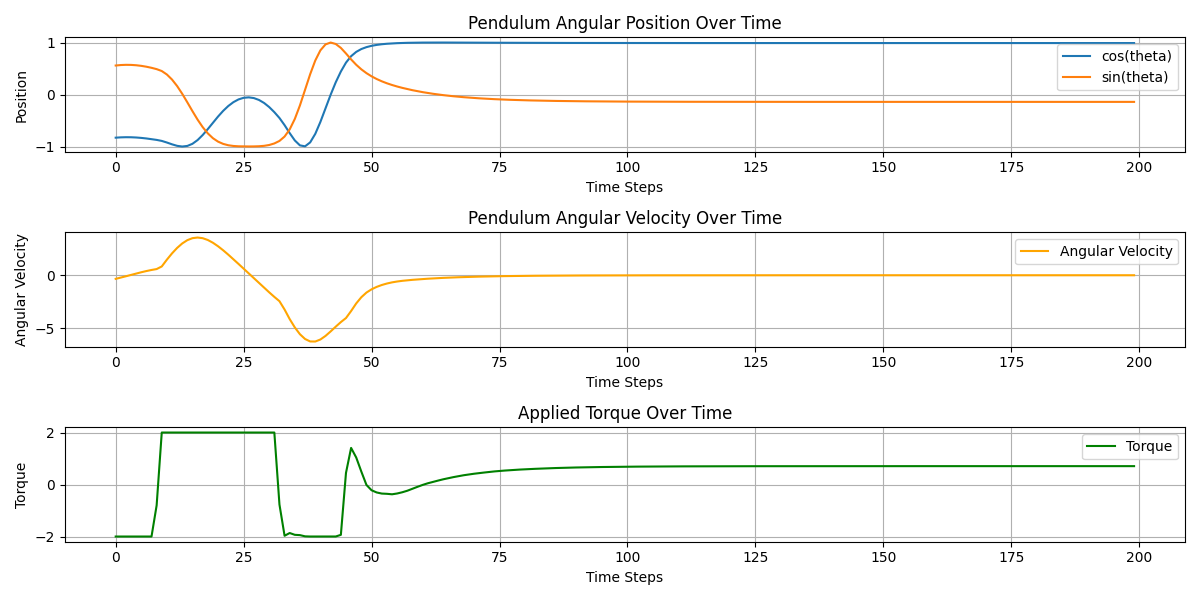 Pendulum Angular Position Over Time
Position
1
0
−1
cos(theta)
sin(theta)
0 25 50 75 100 125 150 175 200
Time Steps
Pendulum Angular Velocity Over Time
Angular Velocity
0
−5
Angular Velocity
0 25 50 75 100 125 150 175 200
Time Steps
Applied Torque Over Time
Torque
2
0
−2
Torque
0 25 50 75 100 125 150 175 200
Time Steps